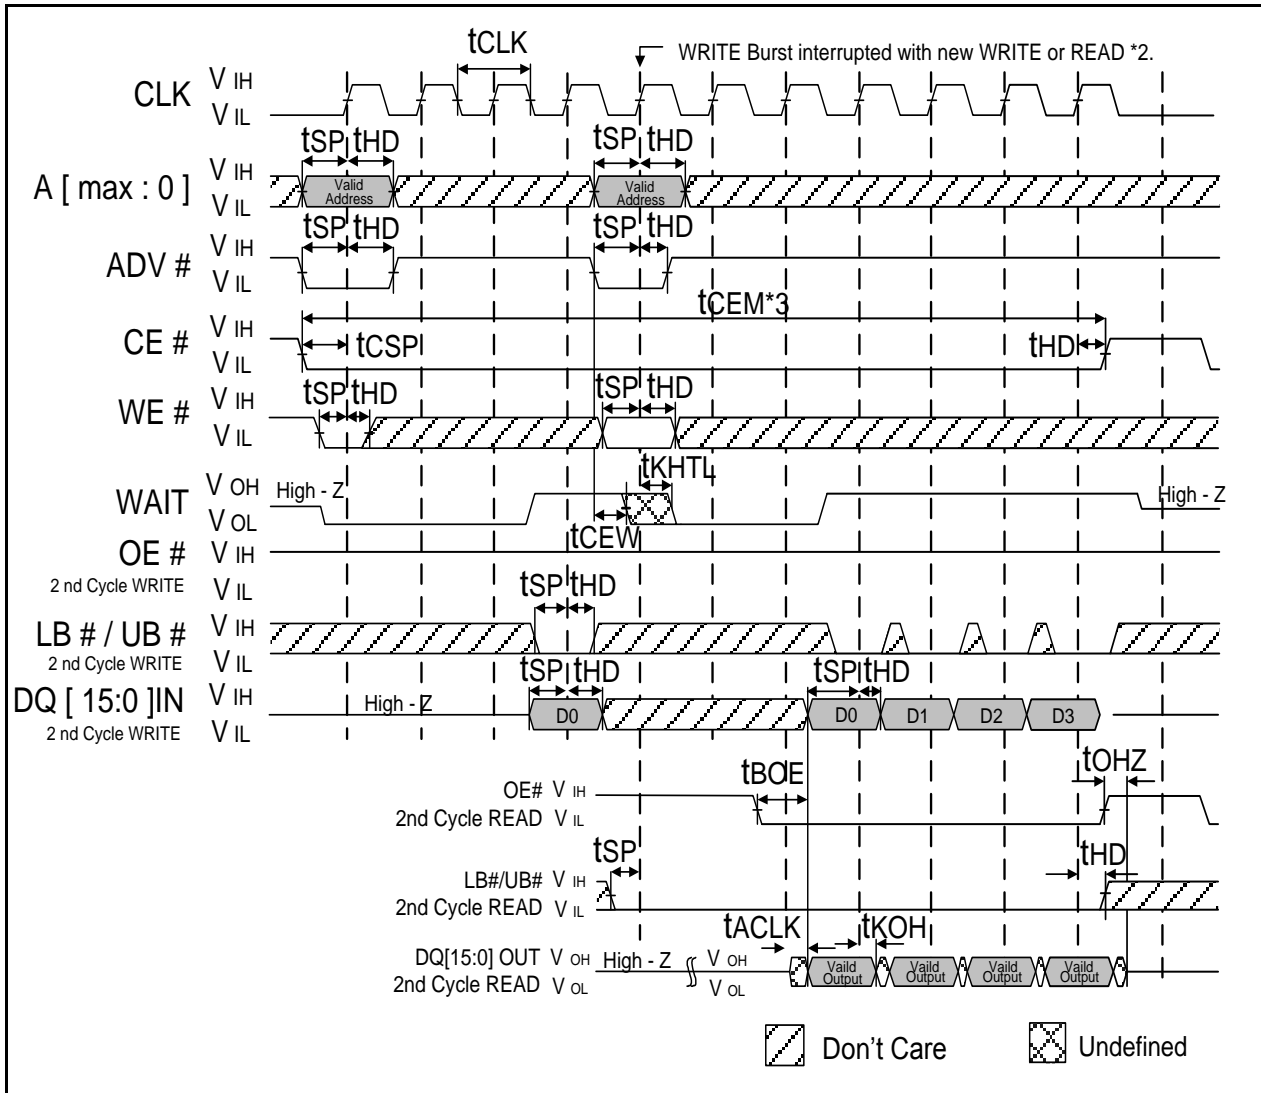 tCLK
WRITE Burst interrupted with new WRITE or READ *2.
CLK V IH
V IL
tSP tHD tSP tHD
A [ max : 0 ] V IH
V IL
Valid Address Valid Address
tSP tHD tSP tHD
ADV # V IH
V IL
tCEM*3
CE # V IH
V IL
tCSP tHD
tSP tHD tSP tHD
WE # V IH
V IL
tKHTL
WAIT V OH High - Z High - Z
V OL
tCEW
OE # V IH
2 nd Cycle WRITE V IL
tSP tHD
LB # / UB # V IH
2 nd Cycle WRITE V IL
tSP tHD tSP tHD
DQ [ 15:0 ]IN V IH High - Z D0 D0 D1 D2 D3
2 nd Cycle WRITE V IL
tBOE tOHZ
OE# V IH
2nd Cycle READ V IL
tSP tHD
LB#/UB# V IH
2nd Cycle READ V IL
tACLK tKOH
DQ[15:0] OUT V OH High - Z V OH
2nd Cycle READ V OL V OL
Vaild Output Vaild Output Vaild Output Vaild Output
Don't Care Undefined